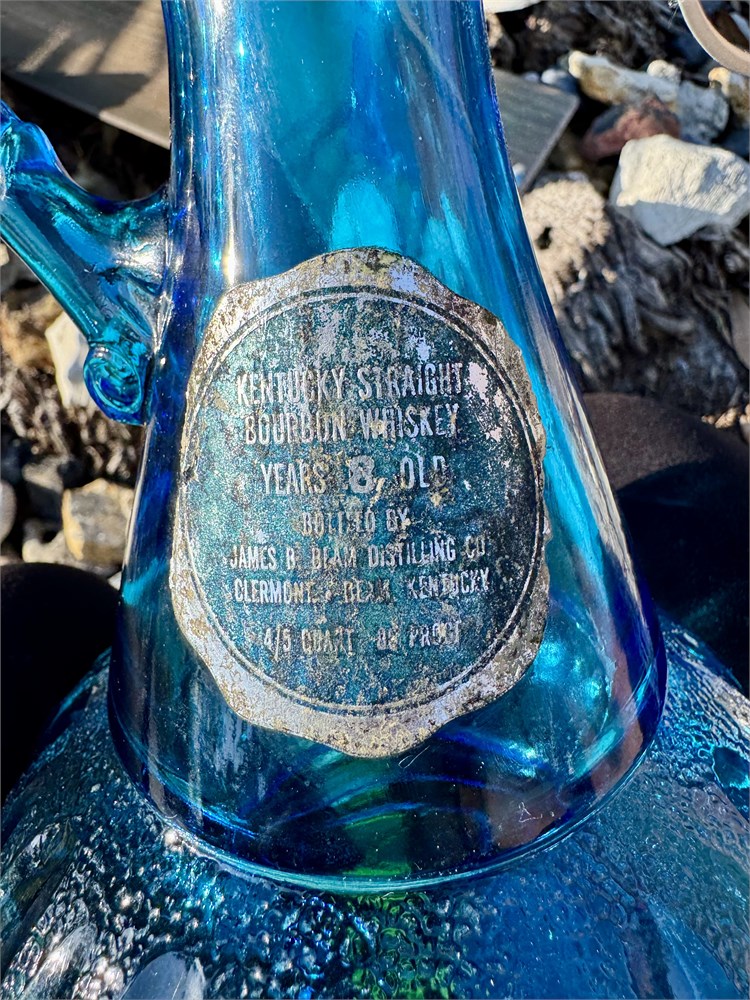 KENTUCKY STRAIGHT
BOURBON WHISKEY
YEARS 8 OLD
BOTTLED BY
JAMES B. BEAM DISTILLING CO
CLERMONT, BEAM, KENTUCKY
4/5 QUART PROOF